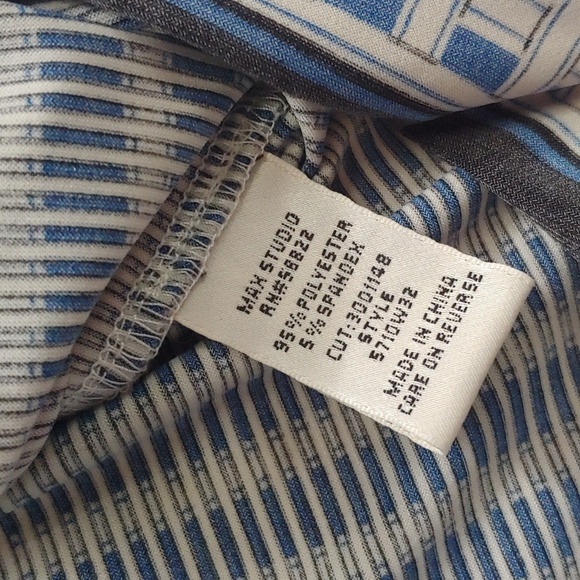 MAX STUDIO
RN#:58822
95% POLYESTER
5% SPANDEX
CUT:3001148
STYLE
5710W32
MADE IN CHINA
CARE ON REVERSE